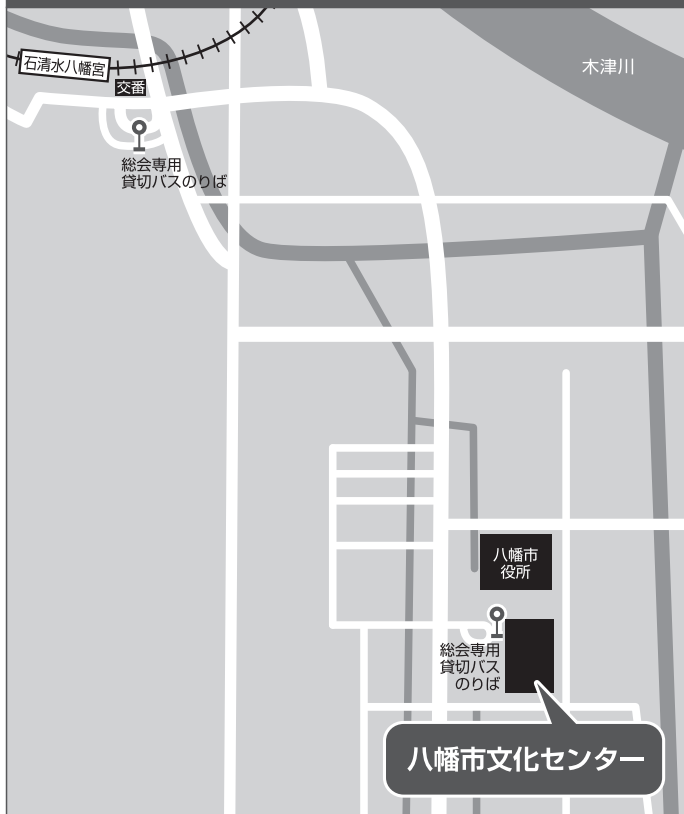 木津川
石清水八幡宮
交番
総会専用
貸切バスのりば
八幡市
役所
総会専用
貸切バス
のりば
八幡市文化センター